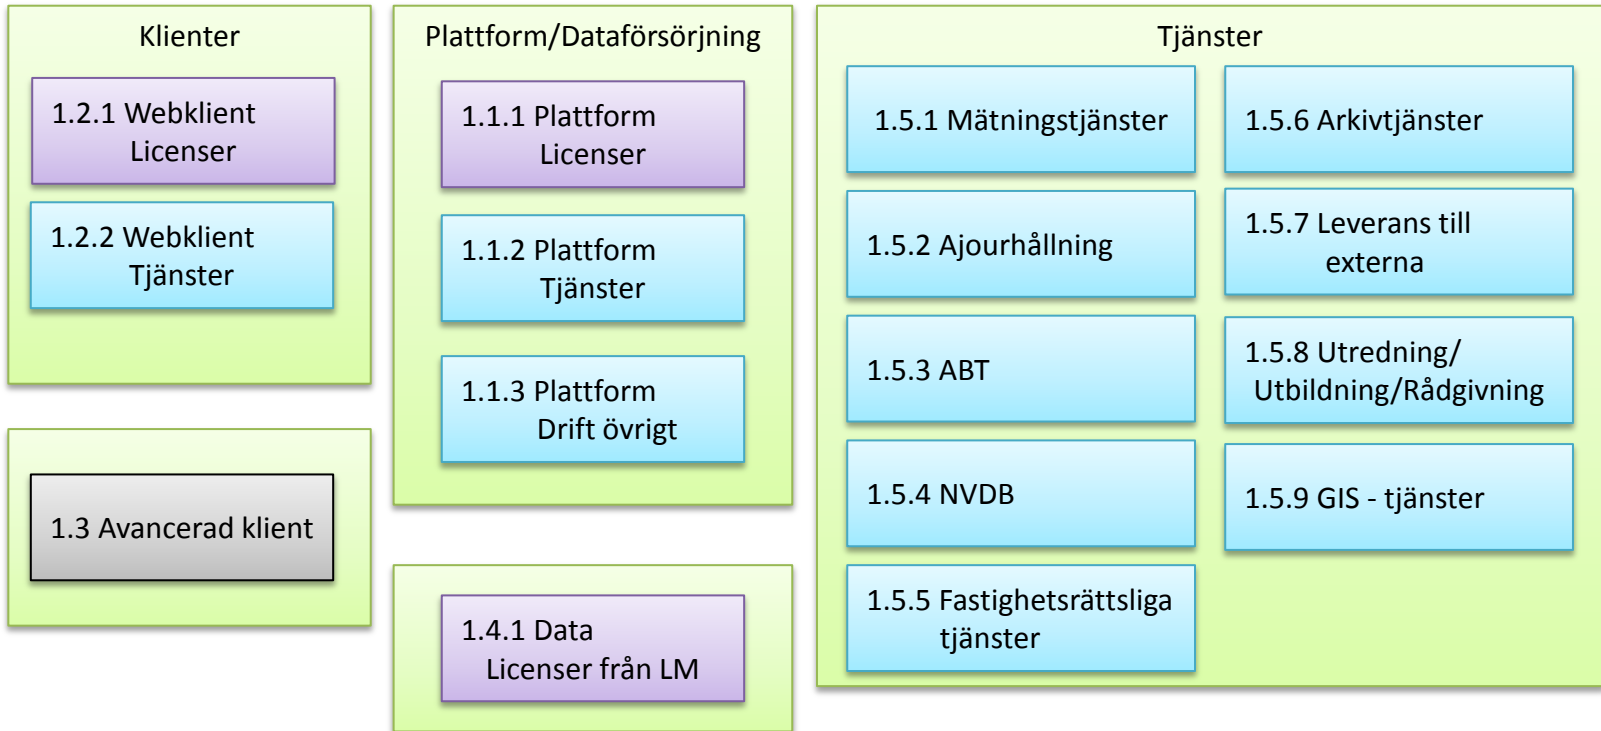 Klienter
1.2.1 Webklient
Licenser
1.2.2 Webklient
Tjänster
1.3 Avancerad klient
Plattform/Dataförsörjning
1.1.1 Plattform
Licenser
1.1.2 Plattform
Tjänster
1.1.3 Plattform
Drift övrigt
1.4.1 Data
Licenser från LM
Tjänster
1.5.1 Mätningstjänster
1.5.2 Ajourhållning
1.5.3 ABT
1.5.4 NVDB
1.5.5 Fastighetsrättsliga
tjänster
1.5.6 Arkivtjänster
1.5.7 Leverans till
externa
1.5.8 Utredning/
Utbildning/Rådgivning
1.5.9 GIS - tjänster